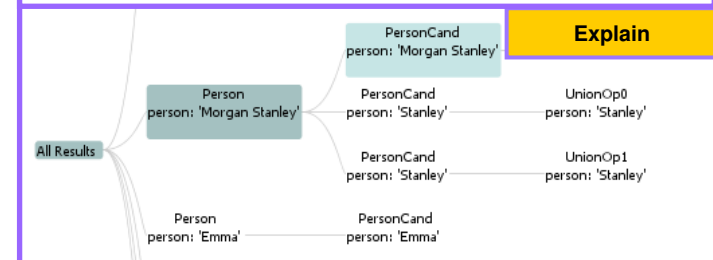 Explain
PersonCand
person: 'Morgan Stanley'
Person
person: 'Morgan Stanley'
PersonCand
person: 'Stanley'
UnionOp0
person: 'Stanley'
All Results
PersonCand
person: 'Stanley'
UnionOp1
person: 'Stanley'
Person
person: 'Emma'
PersonCand
person: 'Emma'